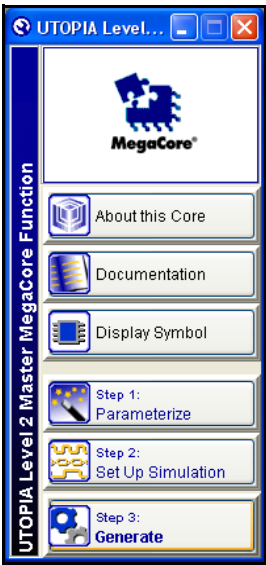 UTOPIA Level...
MegaCore®
UTOPIA Level 2 Master MegaCore Function
About this Core
Documentation
Display Symbol
Step 1:
Parameterize
Step 2:
Set Up Simulation
Step 3:
Generate